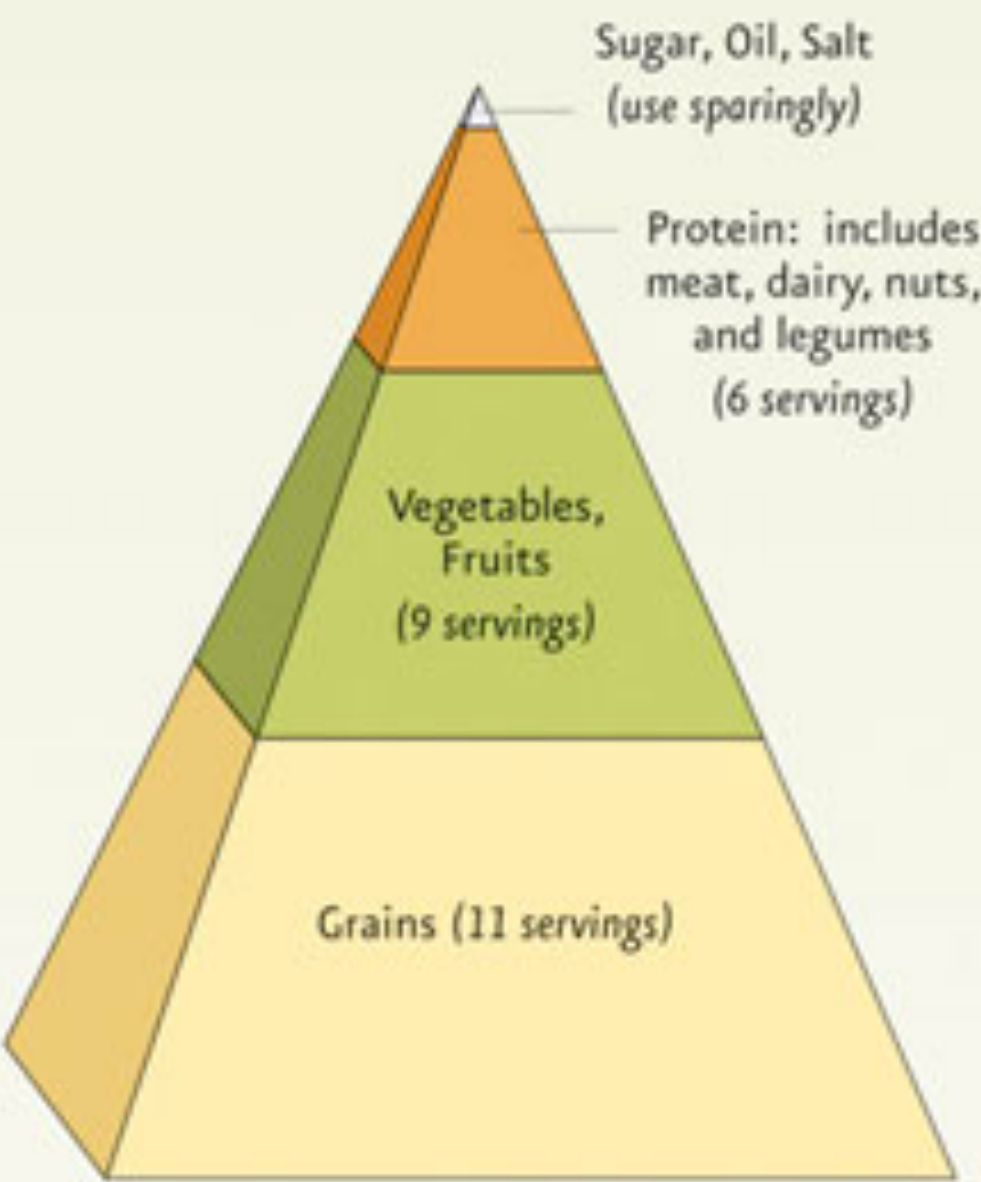 Sugar, Oil, Salt
(use sparingly)
Protein: includes
meat, dairy, nuts,
and legumes
(6 servings)
Vegetables,
Fruits
(9 servings)
Grains (11 servings)